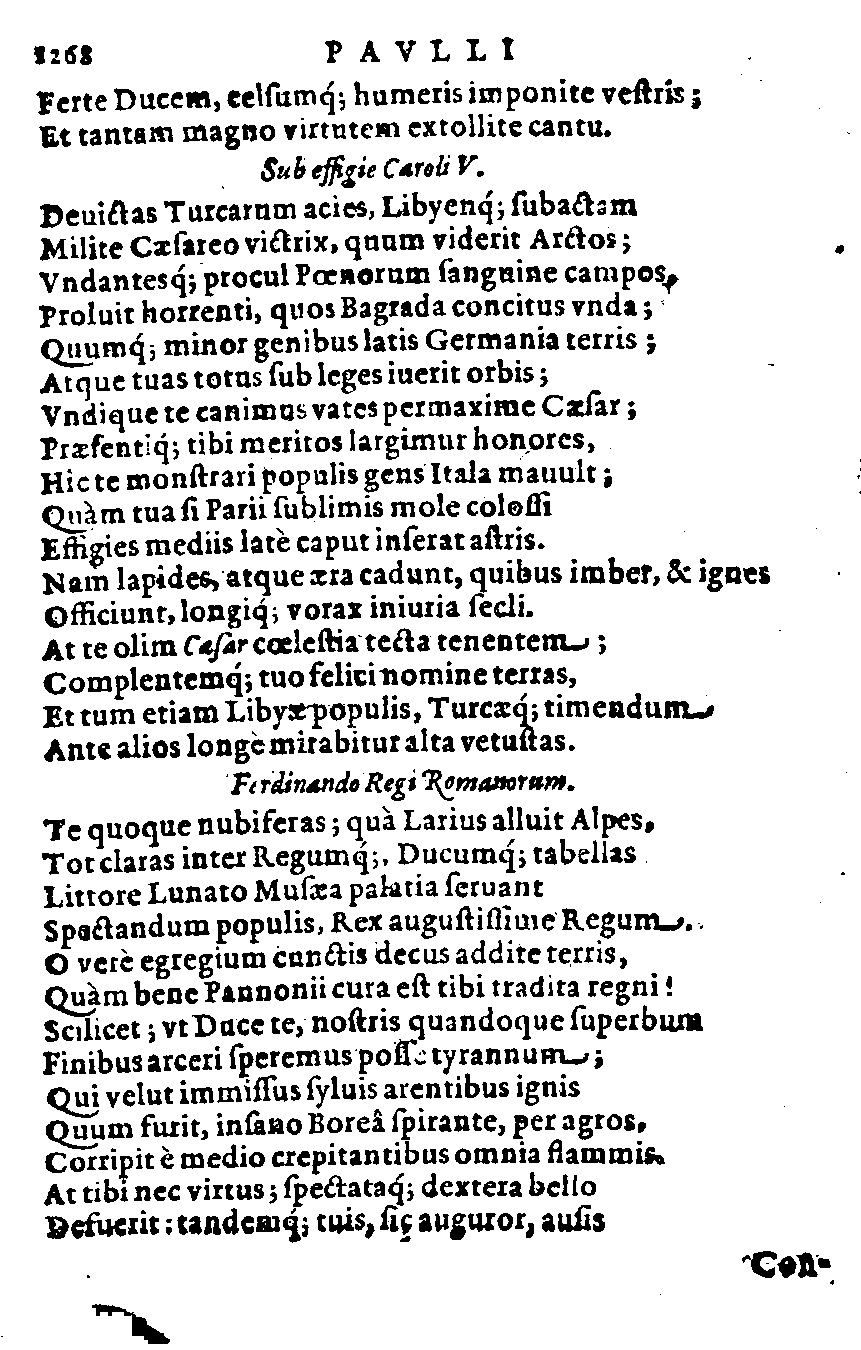 1268 PAVLLI
Ferte Ducem, celſumq́; humeris imponite veſtris;
Et tantam magno virtutem extollite cantu.
Sub effigie Caroli V.
Deuictas Turcarum acies, Libyenq́; ſubactam
Milite Cæſareo victrix, quum viderit Arctos;
Vndantesq́; procul Pœnorum ſanguine campos,
Proluit horrenti, quos Bagrada concitus vnda;
Quumq́; minor genibus latis Germania terris;
Atque tuas totus ſub leges iuerit orbis;
Vndique te canimus vates permaxime Cæſar;
Præſentiq́; tibi meritos largimur honores,
Hic te monſtrari populis gens Itala mauult;
Quàm tua ſi Parii ſublimis mole coloſſi
Effigies mediis latè caput inſerat aſtris.
Nam lapides, atque æra cadunt, quibus imber, & ignes
Officiunt, longiq́; vorax iniuria ſecli.
At te olim Cæſar cœleſtia tecta tenentem;
Complentemq́; tuo felici nomine terras,
Et tum etiam Libyæ populis, Turcæq́; timendum
Ante alios longè mirabitur alta vetuſtas.
Ferdinando Regi Romanorum.
Te quoque nubiferas; quà Larius alluit Alpes,
Tot claras inter Regumq́;, Ducumq́; tabellas
Littore Lunato Muſæa palatia ſeruant
Spectandum populis, Rex auguſtiſſime Regum.
O verè egregium cunctis decus addite terris,
Quàm bene Pannonii cura eſt tibi tradita regni!
Scilicet; vt Duce te, noſtris quandoque ſuperbum
Finibus arceri ſperemus poſſe tyrannum;
Qui velut immiſſus ſyluis arentibus ignis
Quum furit, inſano Boreâ ſpirante, per agros,
Corripit è medio crepitantibus omnia flammis.
At tibi nec virtus; ſpectataq́; dextera bello
Defuerit: tandemq́; tuis, ſic auguror, auſis
Con-